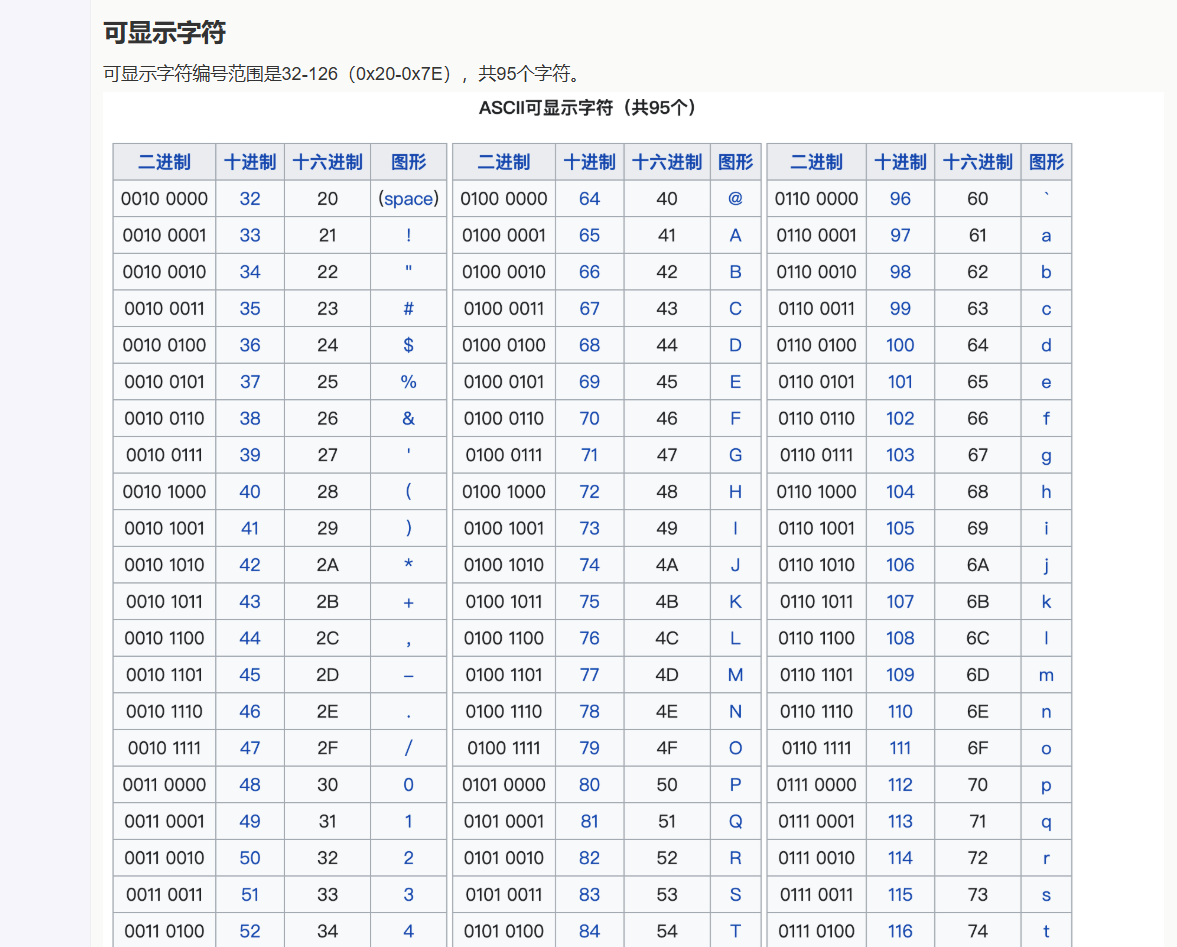 可显示字符
可显示字符编号范围是32-126（0x20-0x7E），共95个字符。
ASCII可显示字符（共95个）
二进制 十进制 十六进制 图形 二进制 十进制 十六进制 图形 二进制 十进制 十六进制 图形
0010 0000 32 20 (space) 0100 0000 64 40 @ 0110 0000 96 60 `
0010 0001 33 21 ! 0100 0001 65 41 A 0110 0001 97 61 a
0010 0010 34 22 " 0100 0010 66 42 B 0110 0010 98 62 b
0010 0011 35 23 # 0100 0011 67 43 C 0110 0011 99 63 c
0010 0100 36 24 $ 0100 0100 68 44 D 0110 0100 100 64 d
0010 0101 37 25 % 0100 0101 69 45 E 0110 0101 101 65 e
0010 0110 38 26 & 0100 0110 70 46 F 0110 0110 102 66 f
0010 0111 39 27 ' 0100 0111 71 47 G 0110 0111 103 67 g
0010 1000 40 28 ( 0100 1000 72 48 H 0110 1000 104 68 h
0010 1001 41 29 ) 0100 1001 73 49 I 0110 1001 105 69 i
0010 1010 42 2A * 0100 1010 74 4A J 0110 1010 106 6A j
0010 1011 43 2B + 0100 1011 75 4B K 0110 1011 107 6B k
0010 1100 44 2C , 0100 1100 76 4C L 0110 1100 108 6C l
0010 1101 45 2D – 0100 1101 77 4D M 0110 1101 109 6D m
0010 1110 46 2E . 0100 1110 78 4E N 0110 1110 110 6E n
0010 1111 47 2F / 0100 1111 79 4F O 0110 1111 111 6F o
0011 0000 48 30 0 0101 0000 80 50 P 0111 0000 112 70 p
0011 0001 49 31 1 0101 0001 81 51 Q 0111 0001 113 71 q
0011 0010 50 32 2 0101 0010 82 52 R 0111 0010 114 72 r
0011 0011 51 33 3 0101 0011 83 53 S 0111 0011 115 73 s
0011 0100 52 34 4 0101 0100 84 54 T 0111 0100 116 74 t